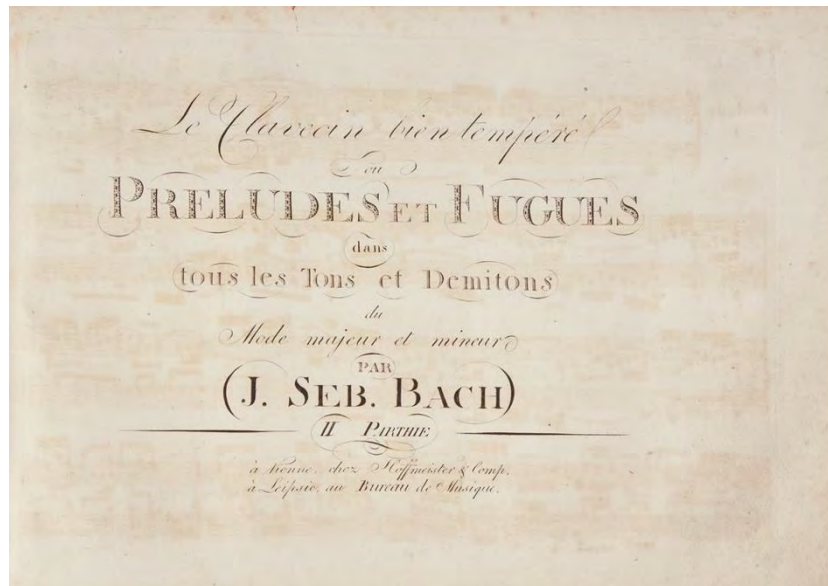 Le Clavecin bien tempéré
ou
PRELUDES ET FUGUES
dans
tous les Tons et Demitons
du
Mode majeur et mineur
PAR
(J. SEB. BACH)
II PARTHIE
à Vienne, chez Hoffmeister & Comp.
à Leipsic, au Bureau de Musique.